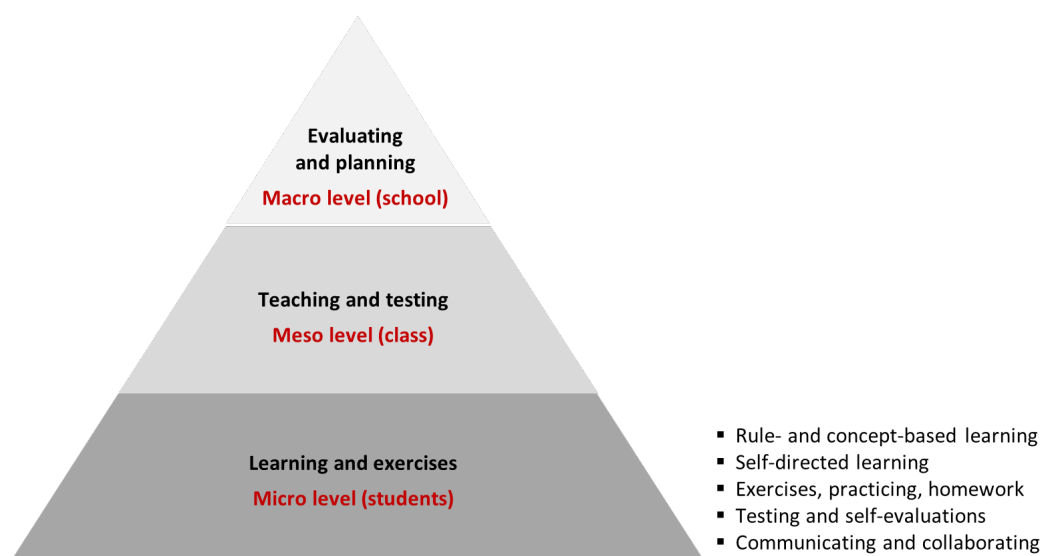 Evaluating
and planning
Macro level (school)
Teaching and testing
Meso level (class)
Learning and exercises
Micro level (students)
▪ Rule- and concept-based learning
▪ Self-directed learning
▪ Exercises, practicing, homework
▪ Testing and self-evaluations
▪ Communicating and collaborating